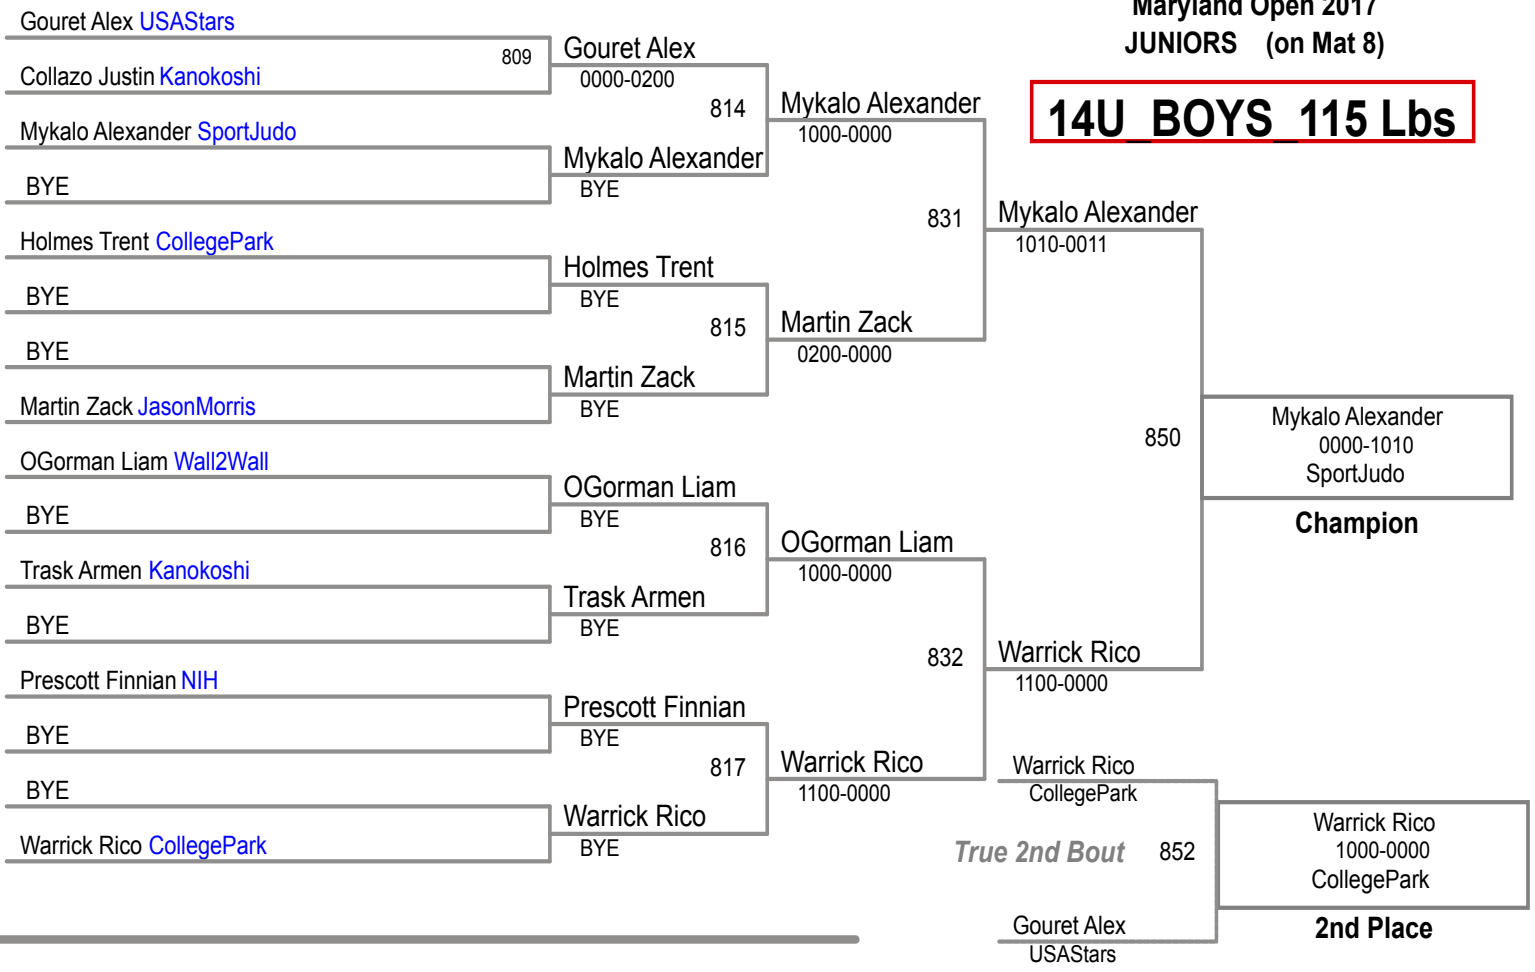 Maryland Open 2017
JUNIORS (on Mat 8)
14U_BOYS_115 Lbs
Gouret Alex USAStars
Collazo Justin Kanokoshi
Mykalo Alexander SportJudo
BYE
Holmes Trent CollegePark
BYE
BYE
Martin Zack JasonMorris
OGorman Liam Wall2Wall
BYE
Trask Armen Kanokoshi
BYE
Prescott Finnian NIH
BYE
BYE
Warrick Rico CollegePark
809
Gouret Alex
0000-0200
Mykalo Alexander
BYE
Holmes Trent
BYE
Martin Zack
BYE
OGorman Liam
BYE
Trask Armen
BYE
Prescott Finnian
BYE
Warrick Rico
BYE
814
Mykalo Alexander
1000-0000
815
Martin Zack
0200-0000
816
OGorman Liam
1000-0000
817
Warrick Rico
1100-0000
831
Mykalo Alexander
1010-0011
832
Warrick Rico
1100-0000
850
Mykalo Alexander
0000-1010
SportJudo
Champion
Warrick Rico
CollegePark
True 2nd Bout 852
Gouret Alex
USAStars
Warrick Rico
1000-0000
CollegePark
2nd Place